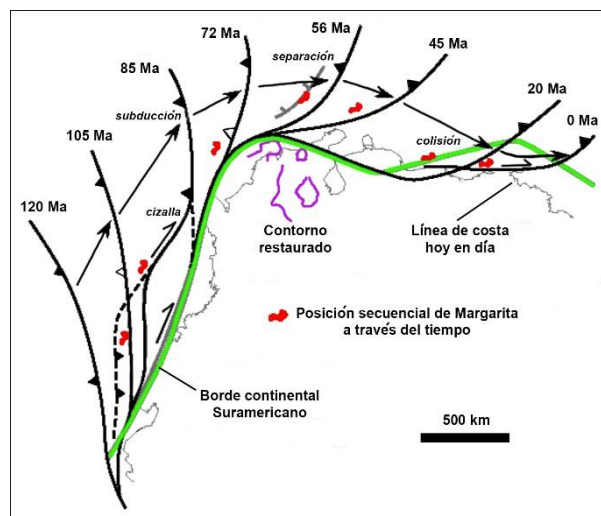 56 Ma
72 Ma
separación
45 Ma
85 Ma
subducción
20 Ma
105 Ma
colisión
0 Ma
120 Ma
cizalla
Contorno
restaurado
Línea de costa
hoy en día
Posición secuencial de Margarita
a través del tiempo
Borde continental
Suramericano
500 km